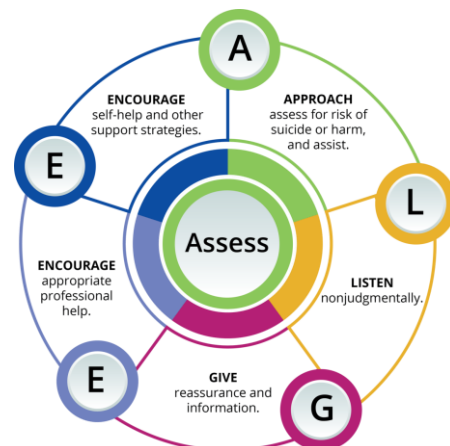 A
APPROACH
assess for risk of
suicide or harm,
and assist.
L
LISTEN
nonjudgmentally.
G
GIVE
reassurance and
information.
E
ENCOURAGE
appropriate
professional
help.
E
ENCOURAGE
self-help and other
support strategies.
Assess